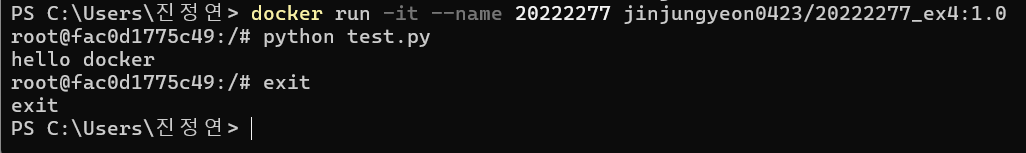 PS C:\Users\진정연> docker run -it --name 20222277 jinjungyeon0423/20222277_ex4:1.0
root@fac0d1775c49:/# python test.py
hello docker
root@fac0d1775c49:/# exit
exit
PS C:\Users\진정연>